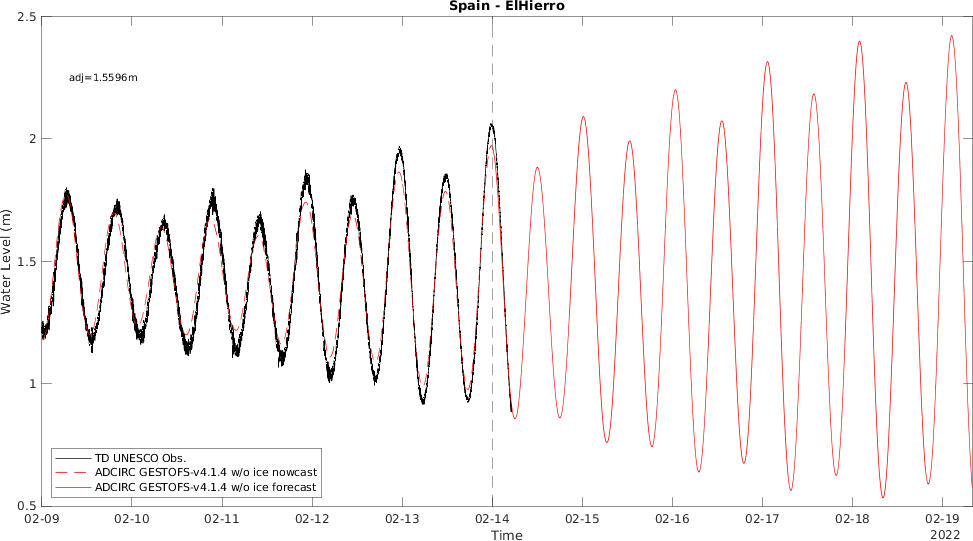 Spain - ElHierro
2.5
2
1.5
1
0.5
Water Level (m)
adj=1.5596m
TD UNESCO Obs.
ADCIRC GESTOFS-v4.1.4 w/o ice nowcast
ADCIRC GESTOFS-v4.1.4 w/o ice forecast
02-09 02-10 02-11 02-12 02-13 02-14 02-15 02-16 02-17 02-18 02-19
Time
2022